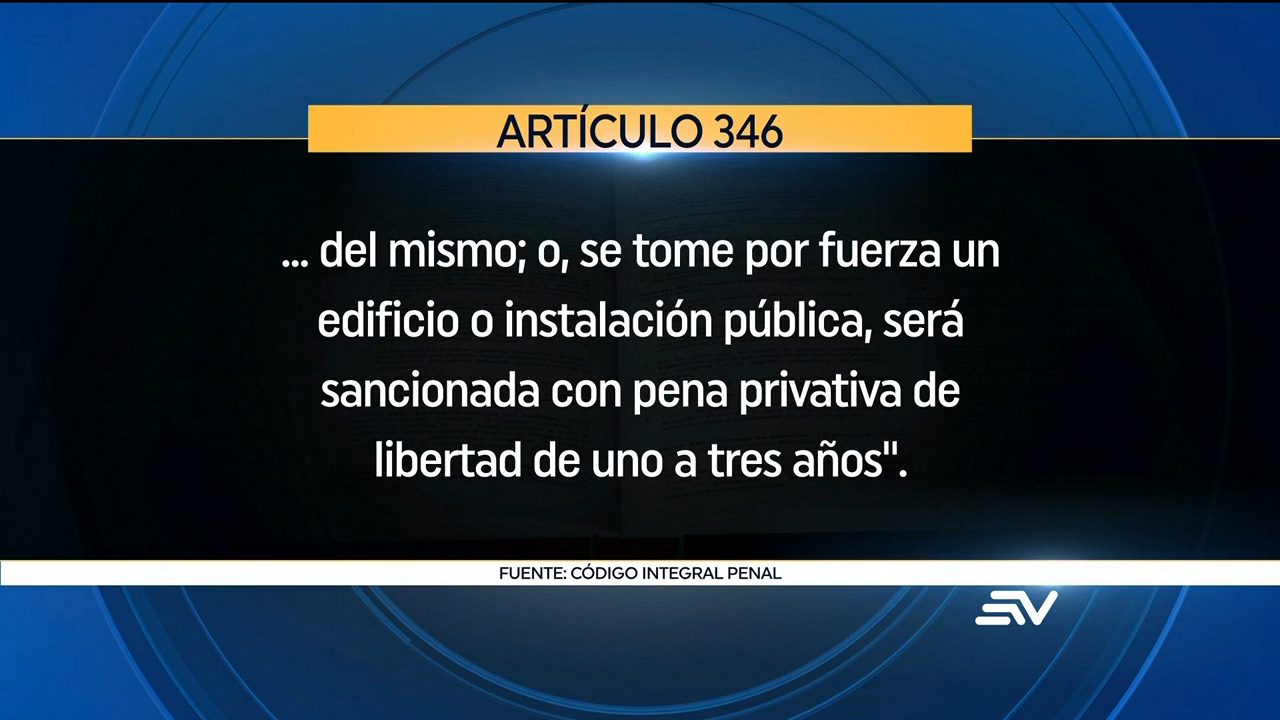 ARTÍCULO 346
... del mismo; o, se tome por fuerza un
edificio o instalación pública, será
sancionada con pena privativa de
libertad de uno a tres años".
FUENTE: CÓDIGO INTEGRAL PENAL
EV